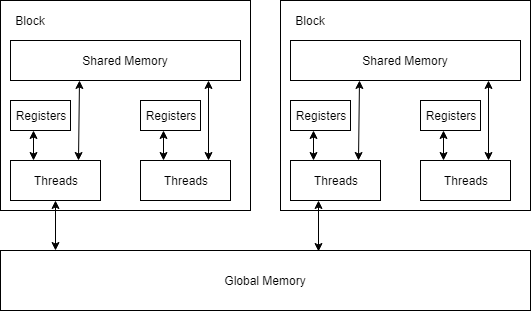 Block
Shared Memory
Registers
Registers
Threads
Threads
Block
Shared Memory
Registers
Registers
Threads
Threads
Global Memory